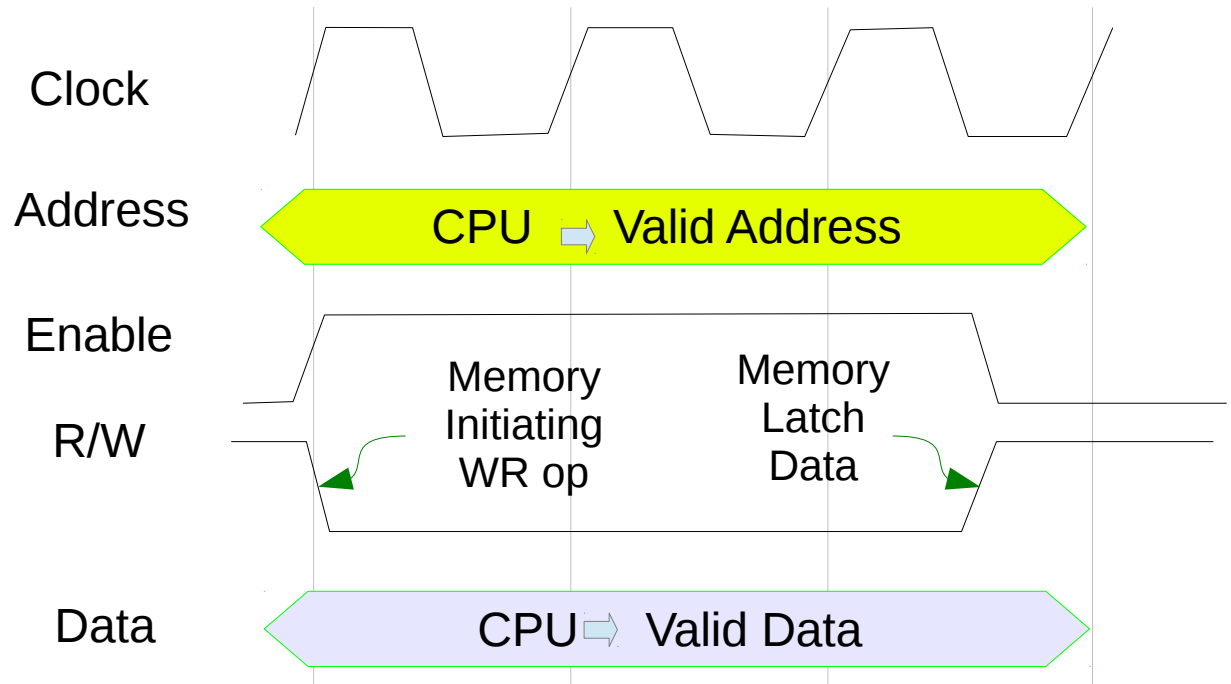 Clock
Address
CPU Valid Address
Enable
Memory
Initiating
WR op
Memory
Latch
Data
R/W
Data
CPU Valid Data